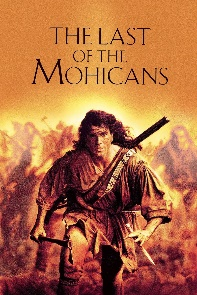 THE LAST
OF THE
MOHICANS